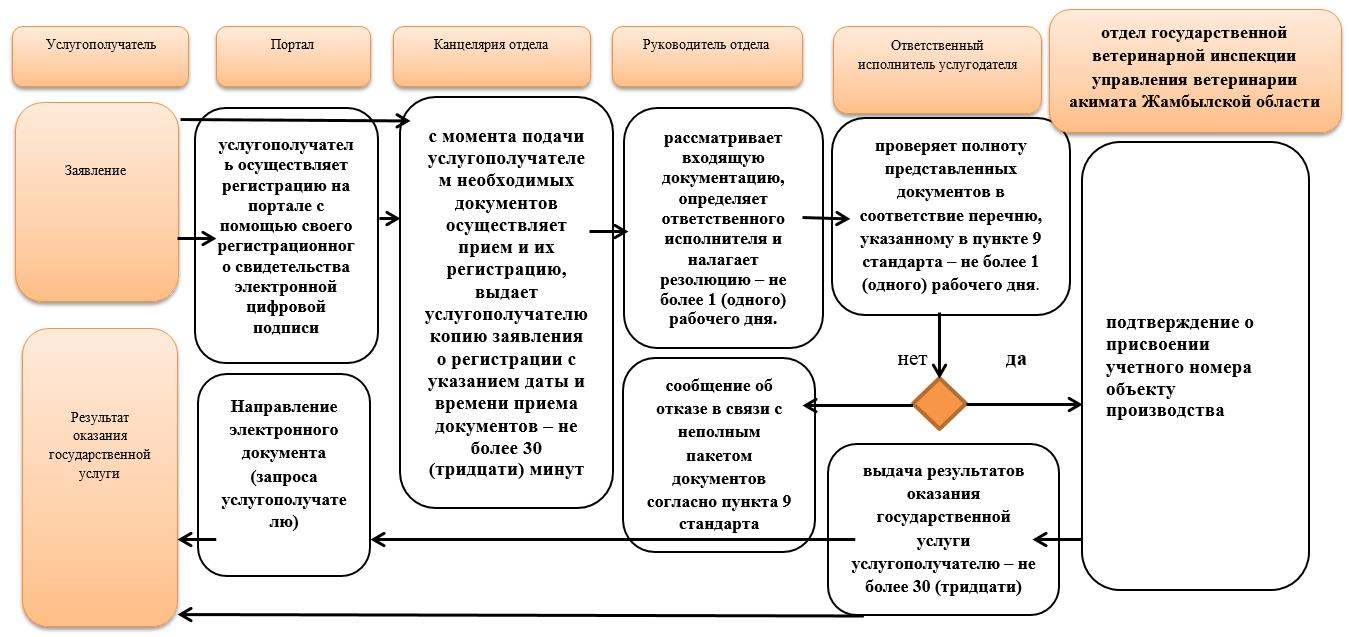 Услугополучатель
Портал
Канцелярия отдела
Руководитель отдела
Ответственный
исполнитель услугодателя
отдел государственной
ветеринарной инспекции
управления ветеринарии
акимата Жамбылской области
Заявление
услугополучател
ь осуществляет
регистрацию на
портале с
помощью своего
регистрационног
о свидетельства
электронной
цифровой
подписи
с момента подачи
услугополучателе
м необходимых
документов
осуществляет
прием и их
регистрацию,
выдает
услугополучателю
копию заявления
о регистрации с
указанием даты и
времени приема
документов – не
более 30
(тридцати) минут
рассматривает
входящую
документацию,
определяет
ответственного
исполнителя и
налагает
резолюцию – не
более 1 (одного)
рабочего дня.
проверяет полноту
представленных
документов в
соответствие перечню,
указанному в пункте 9
стандарта – не более 1
(одного) рабочего дня.
нет
да
подтверждение о
присвоении
учетного номера
объекту
производства
Результат
оказания
государственной
услуги
Направление
электронного
документа
(запроса
услугополучате
лю)
сообщение об
отказе в связи с
неполным
пакетом
документов
согласно пункта 9
стандарта
выдача результатов
оказания
государственной
услуги
услугополучателю – не
более 30 (тридцати)